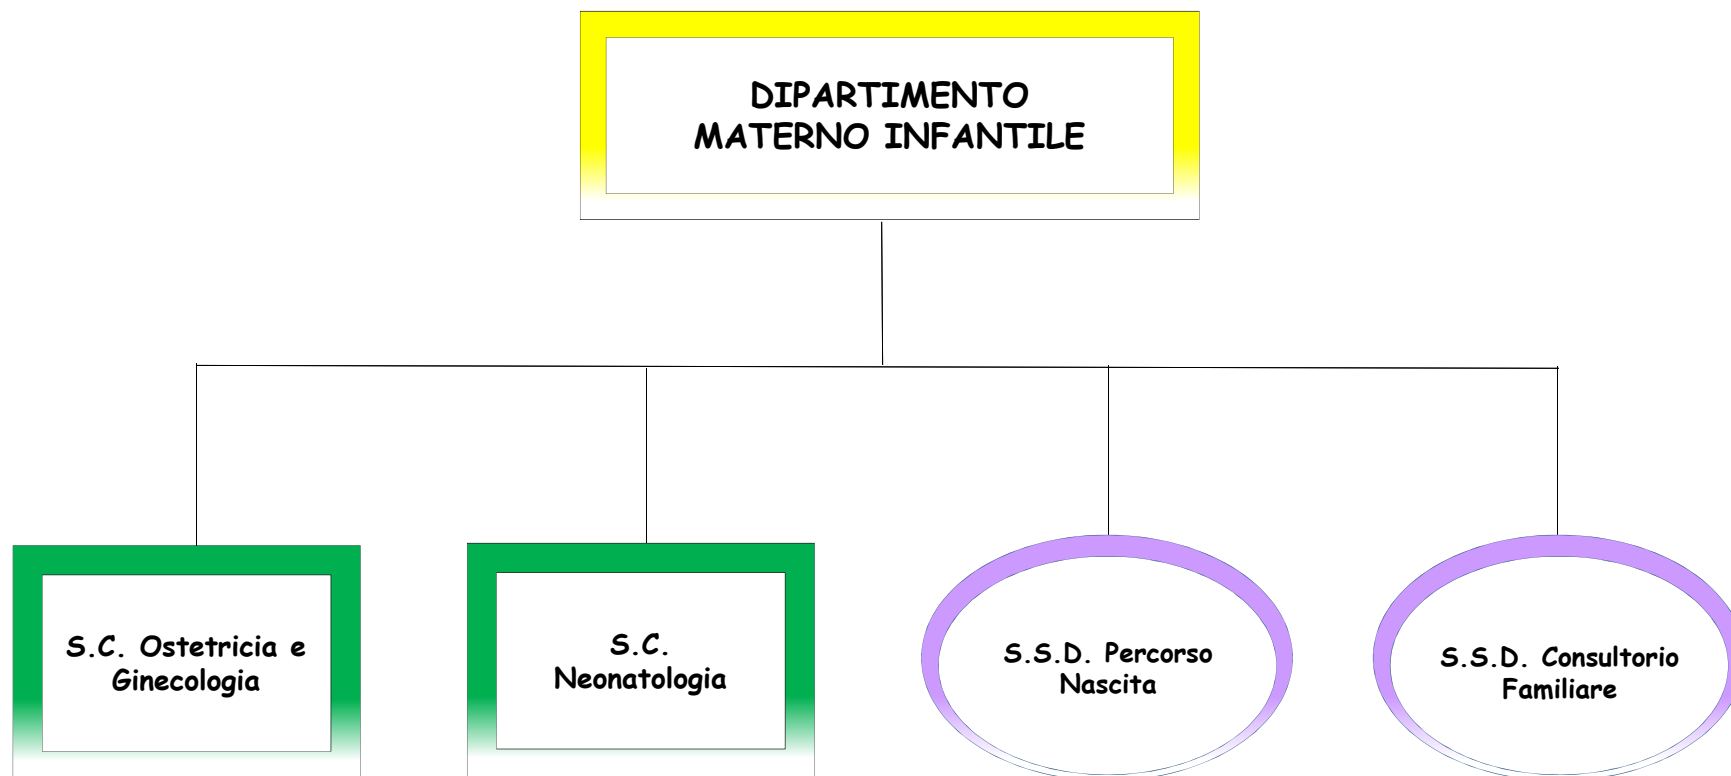 DIPARTIMENTO
MATERNO INFANTILE
S.C. Ostetricia e
Ginecologia
S.C.
Neonatologia
S.S.D. Percorso
Nascita
S.S.D. Consultorio
Familiare